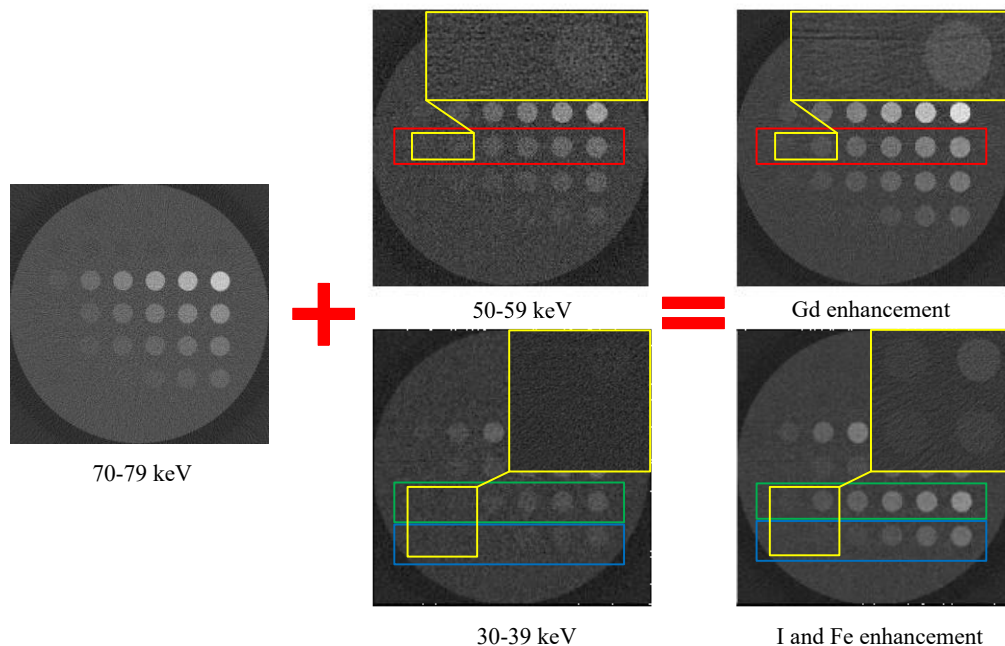 50-59 keV
Gd enhancement
70-79 keV
30-39 keV
I and Fe enhancement